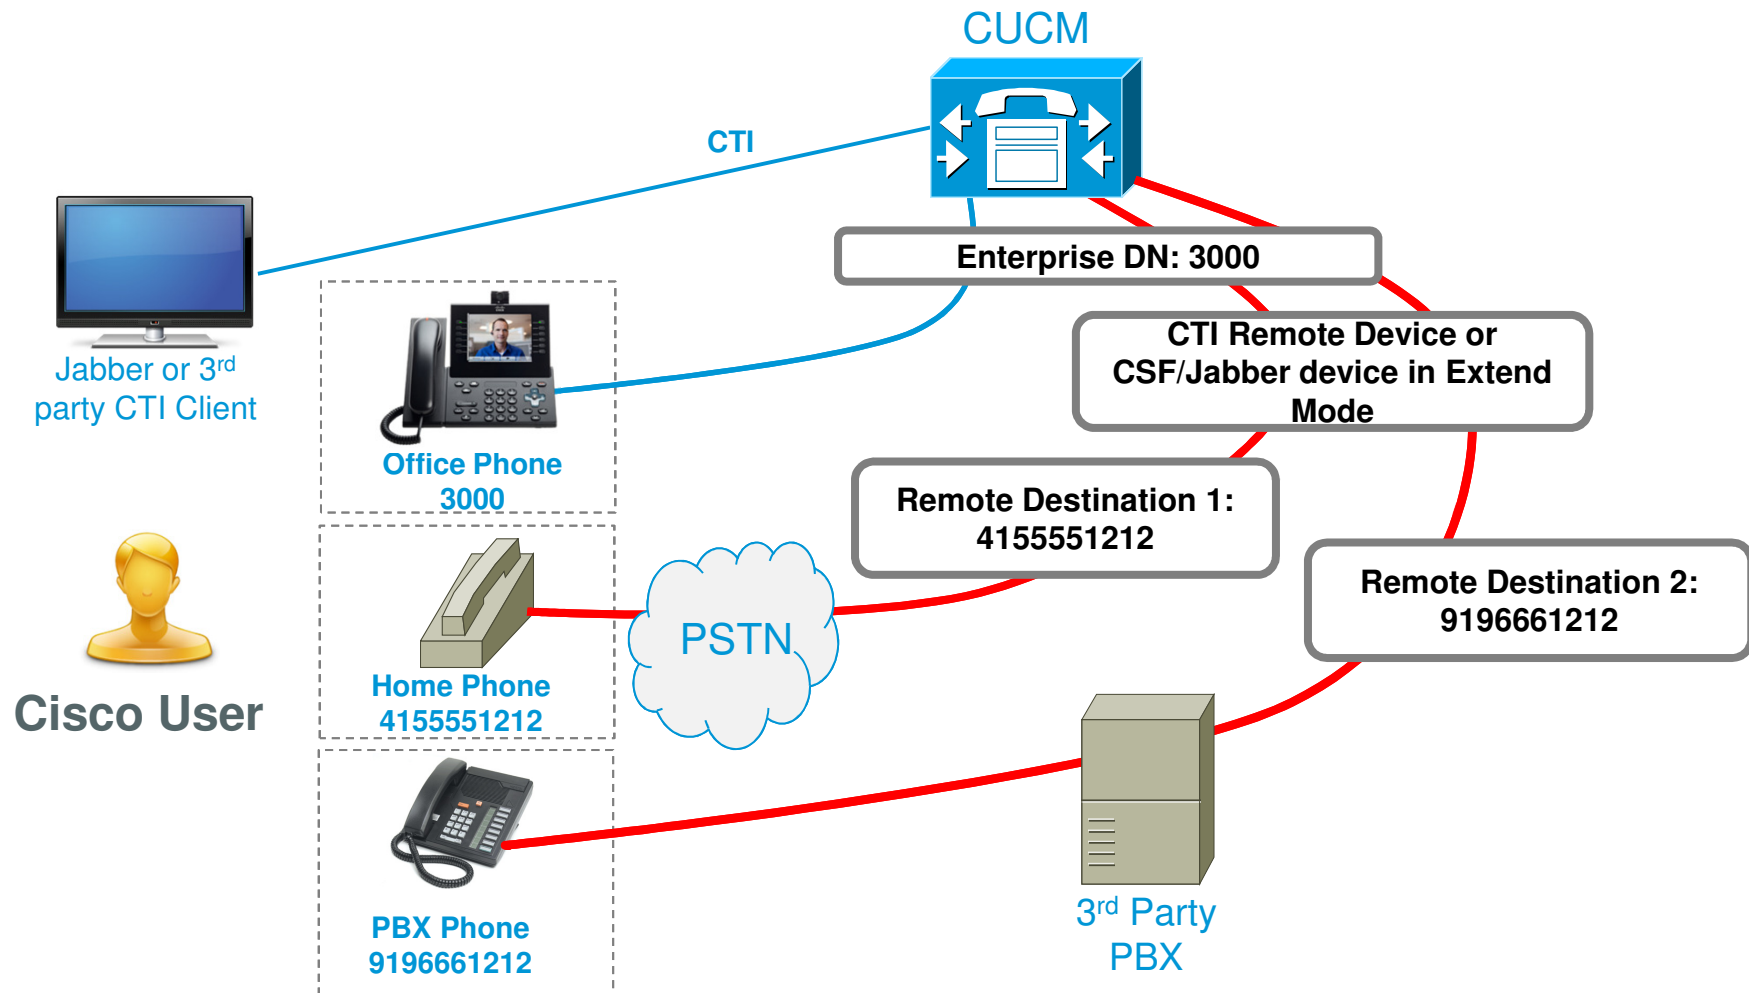 CUCM
CTI
Enterprise DN: 3000
Jabber or 3rd
party CTI Client
CTI Remote Device or
CSF/Jabber device in Extend
Mode
Office Phone
3000
Remote Destination 1:
4155551212
Remote Destination 2:
9196661212
PSTN
Cisco User
Home Phone
4155551212
PBX Phone
9196661212
3rd Party
PBX